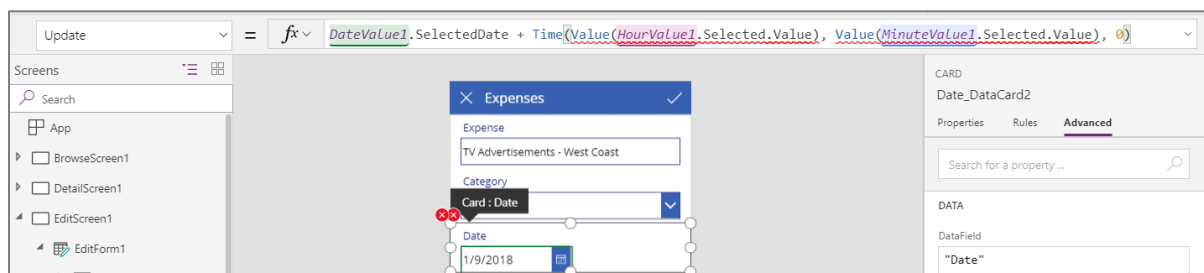 Update = fx DateValue1.SelectedDate + Time(Value(HourValue1.Selected.Value), Value(MinuteValue1.Selected.Value), 0)
Screens
Search
App
BrowseScreen1
DetailScreen1
EditScreen1
EditForm1
Expenses
Expense
TV Advertisements - West Coast
Category
Card : Date
Date
1/9/2018
CARD
Date_DataCard2
Properties Rules Advanced
Search for a property ...
DATA
DataField
"Date"